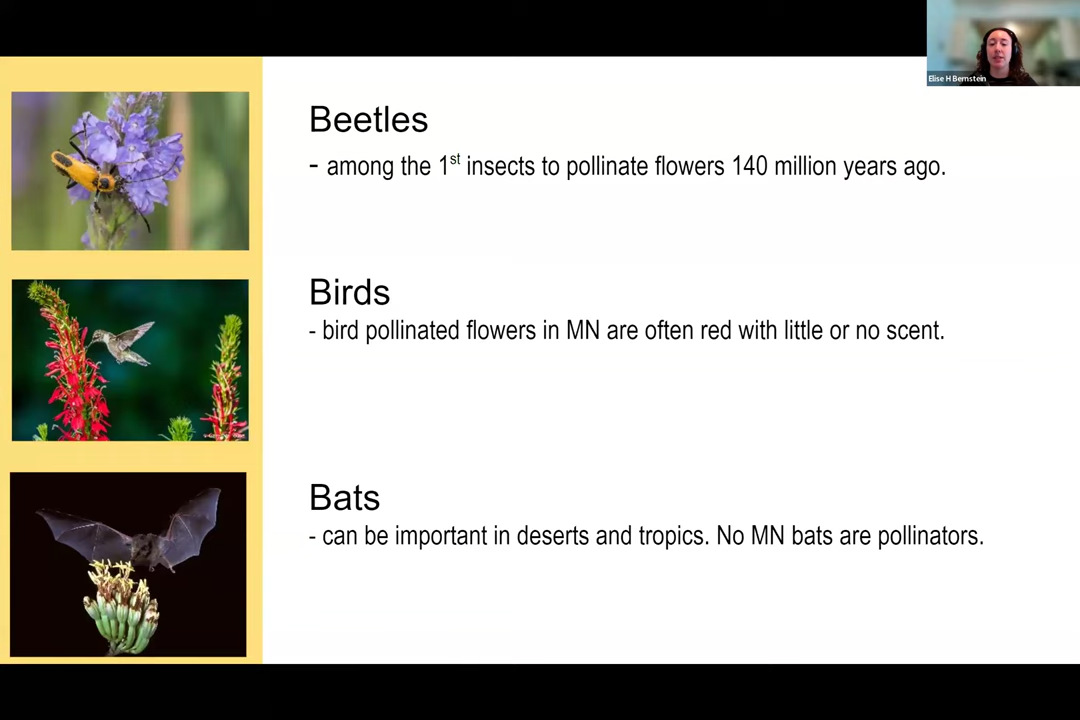 Elise H Bernstein
Beetles
- among the 1st insects to pollinate flowers 140 million years ago.
Birds
- bird pollinated flowers in MN are often red with little or no scent.
Bats
- can be important in deserts and tropics. No MN bats are pollinators.